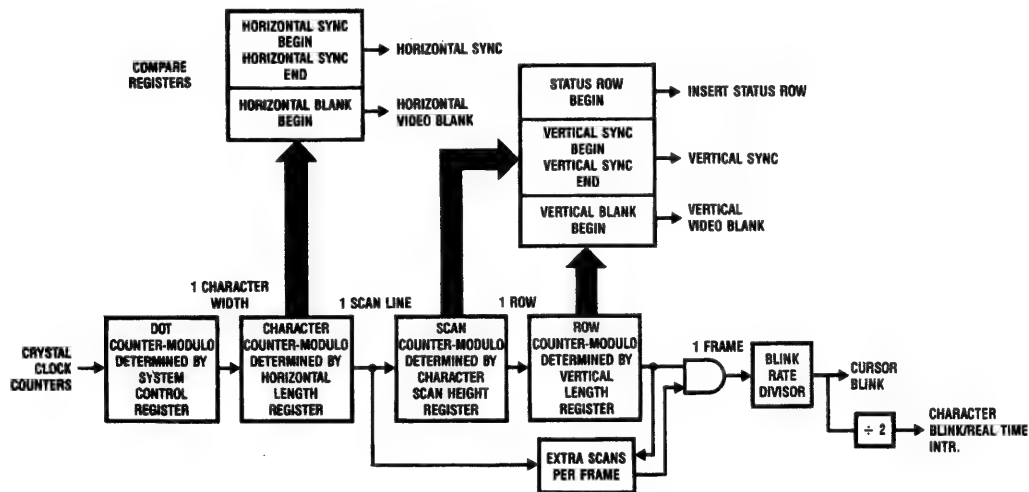 HORIZONTAL SYNC
BEGIN
HORIZONTAL SYNC
END
HORIZONTAL SYNC
COMPARE
REGISTERS
HORIZONTAL BLANK
BEGIN
HORIZONTAL
VIDEO BLANK
STATUS ROW
BEGIN
INSERT STATUS ROW
VERTICAL SYNC
BEGIN
VERTICAL SYNC
END
VERTICAL SYNC
VERTICAL BLANK
BEGIN
VERTICAL
VIDEO BLANK
1 CHARACTER
WIDTH
1 SCAN LINE
1 ROW
CRYSTAL
CLOCK
COUNTERS
DOT
COUNTER-MODULO
DETERMINED BY
SYSTEM
CONTROL
REGISTER
CHARACTER
COUNTER-MODULO
DETERMINED BY
HORIZONTAL
LENGTH
REGISTER
SCAN
COUNTER-MODULO
DETERMINED BY
CHARACTER
SCAN HEIGHT
REGISTER
ROW
COUNTER-MODULO
DETERMINED BY
VERTICAL
LENGTH
REGISTER
1 FRAME
BLINK
RATE
DIVISOR
CURSOR
BLINK
÷ 2
CHARACTER
BLINK/REAL TIME
INTR.
EXTRA SCANS
PER FRAME